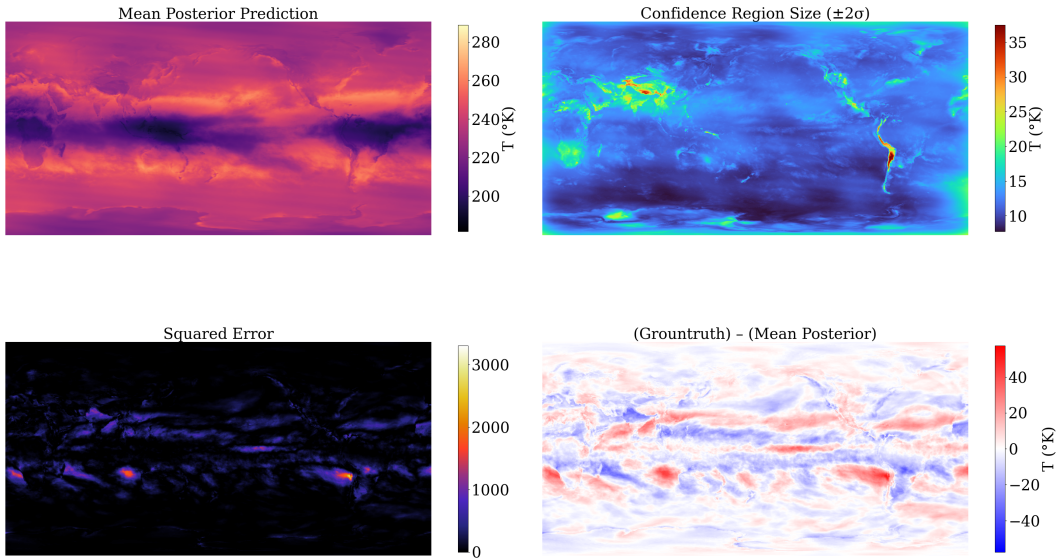 Mean Posterior Prediction
280
260
240
220
200
T (°K)
Confidence Region Size (±2σ)
35
30
25
20
15
10
T (°K)
Squared Error
3000
2000
1000
0
(Grountruth) – (Mean Posterior)
40
20
0
−20
−40
T (°K)